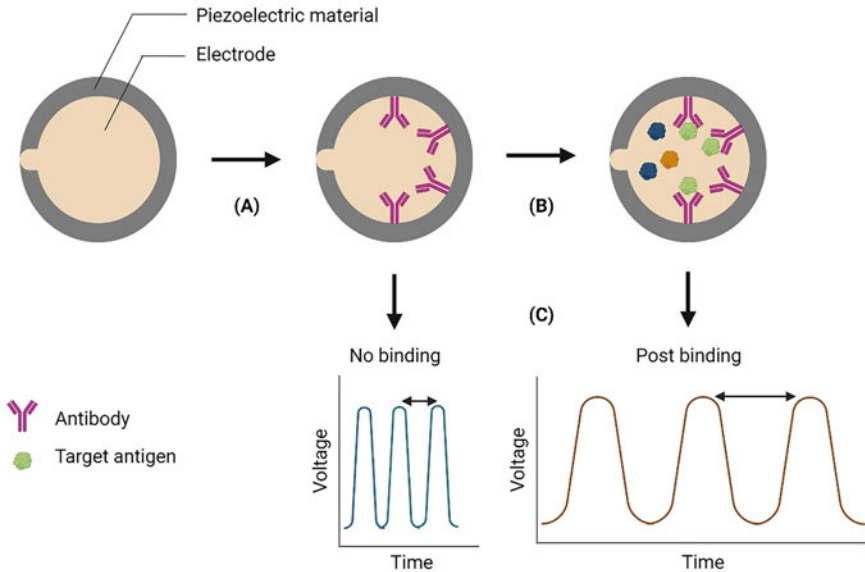 Piezoelectric material
Electrode
(A)
(B)
(C)
No binding
Post binding
Antibody
Target antigen
Voltage
Time
Voltage
Time